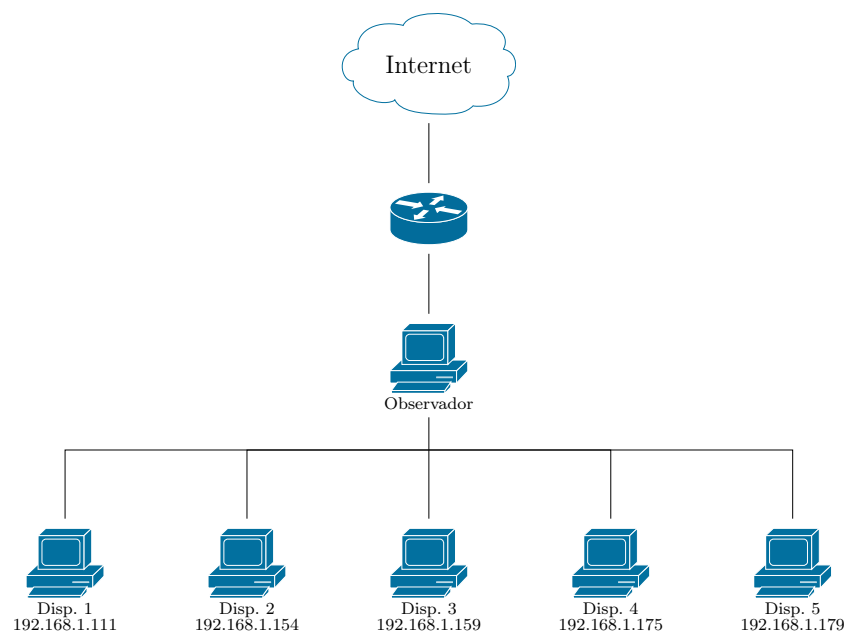 Internet
Observador
Disp. 1
192.168.1.111
Disp. 2
192.168.1.154
Disp. 3
192.168.1.159
Disp. 4
192.168.1.175
Disp. 5
192.168.1.179